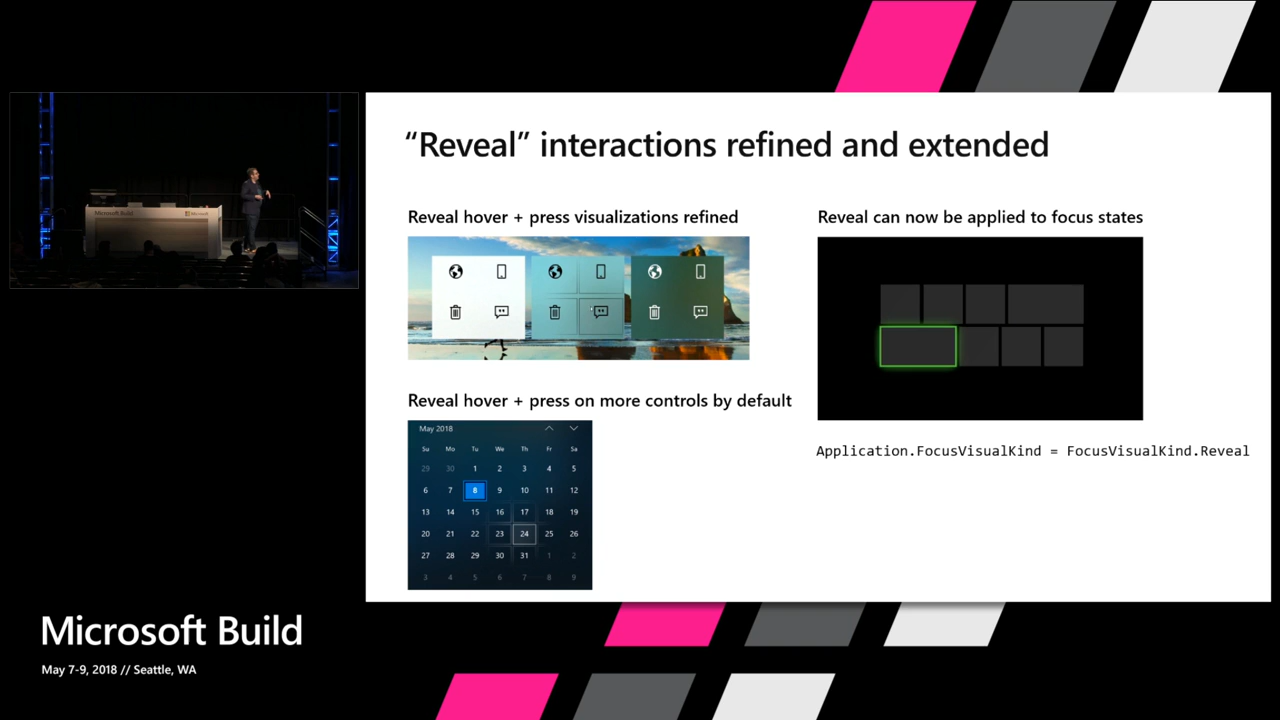 “Reveal” interactions refined and extended
Reveal hover + press visualizations refined
Reveal can now be applied to focus states
Reveal hover + press on more controls by default
May 2018
Su Mo Tu We Th Fr Sa
29 30 1 2 3 4 5
6 7 8 9 10 11 12
13 14 15 16 17 18 19
20 21 22 23 24 25 26
27 28 29 30 31 1 2
3 4 5 6 7 8 9
Application.FocusVisualKind = FocusVisualKind.Reveal
Microsoft Build
Microsoft
Microsoft Build
May 7-9, 2018 // Seattle, WA